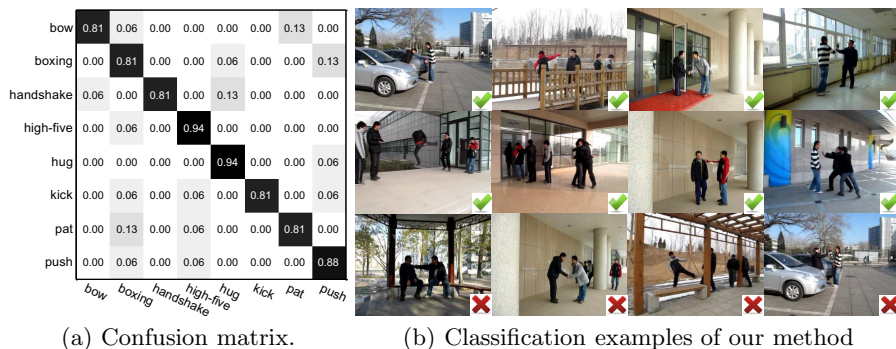 bow 0.81 0.06 0.00 0.00 0.00 0.00 0.13 0.00
boxing 0.00 0.81 0.00 0.00 0.06 0.00 0.00 0.13
handshake 0.06 0.00 0.81 0.00 0.13 0.00 0.00 0.00
high-five 0.00 0.06 0.00 0.94 0.00 0.00 0.00 0.00
hug 0.00 0.00 0.00 0.00 0.94 0.00 0.00 0.06
kick 0.00 0.06 0.00 0.06 0.00 0.81 0.00 0.06
pat 0.00 0.13 0.00 0.06 0.00 0.00 0.81 0.00
push 0.00 0.06 0.00 0.06 0.00 0.00 0.00 0.88
bow boxing handshake high-five hug kick pat push
(a) Confusion matrix.
(b) Classification examples of our method